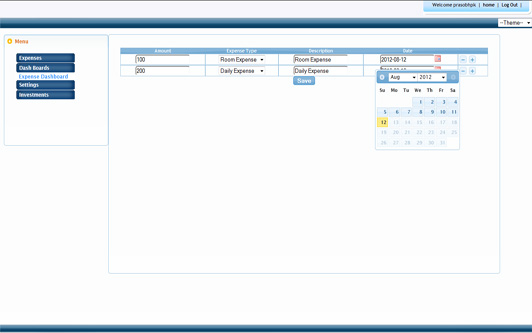 Welcome prasobhpk | home | Log Out |
--Theme--
Menu
Expenses
Dash Boards
Expense Dashboard
Settings
Investments
Amount Expense Type Description Date
100 Room Expense Room Expense 2012-08-12
200 Daily Expense Daily Expense
Save
Aug 2012
Su Mo Tu We Th Fr Sa
1 2 3 4
5 6 7 8 9 10 11
12 13 14 15 16 17 18
19 20 21 22 23 24 25
26 27 28 29 30 31